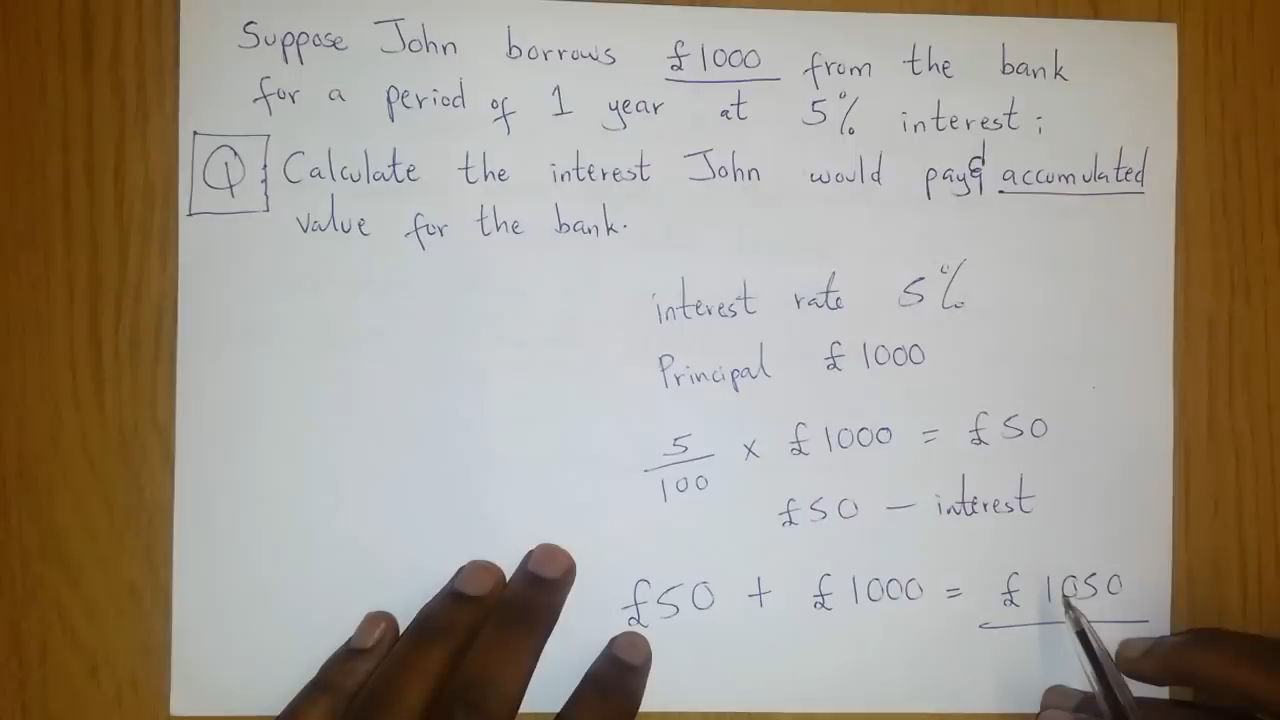 Suppose John borrows £1000 from the bank
for a period of 1 year at 5% interest;
Q Calculate the interest John would pay & accumulated
value for the bank.
interest rate 5%
Principal £1000
5/100 × £1000 = £50
£50 – interest
£50 + £1000 = £1050